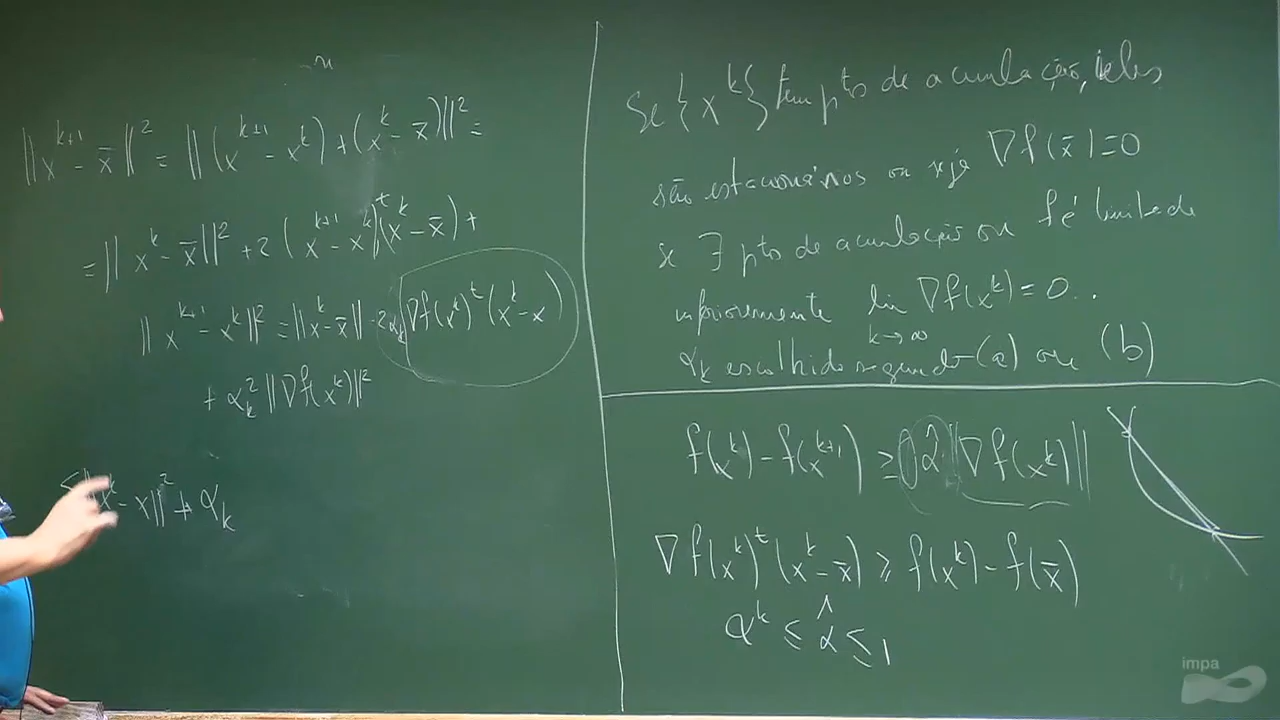 ‖x^{k+1} - x̄‖² = ‖(x^{k+1} - x^k) + (x^k - x̄)‖² =
= ‖x^k - x̄‖² + 2 (x^{k+1} - x^k)^t (x^k - x̄) +
‖x^{k+1} - x^k‖² = ‖x^k - x̄‖ - 2α_k ∇f(x^k)^t (x^k - x)
+ α_k² ‖∇f(x^k)‖²
≤ ‖x^k - x‖² + α_k
Se {x^k} tem ptos de acumulação, eles
são estacionários ou seja ∇f(x̄) = 0
se ∃ pto de acumulação ou f é limitada
inferiormente lim_{k→∞} ∇f(x^k) = 0..
α_k escolhido segundo (a) ou (b)
f(x^k) - f(x^{k+1}) ≥ α̂ ‖∇f(x^k)‖
∇f(x^k)^t (x^k - x̄) ≥ f(x^k) - f(x̄)
α^k ≤ α̂ ≤ 1
impa